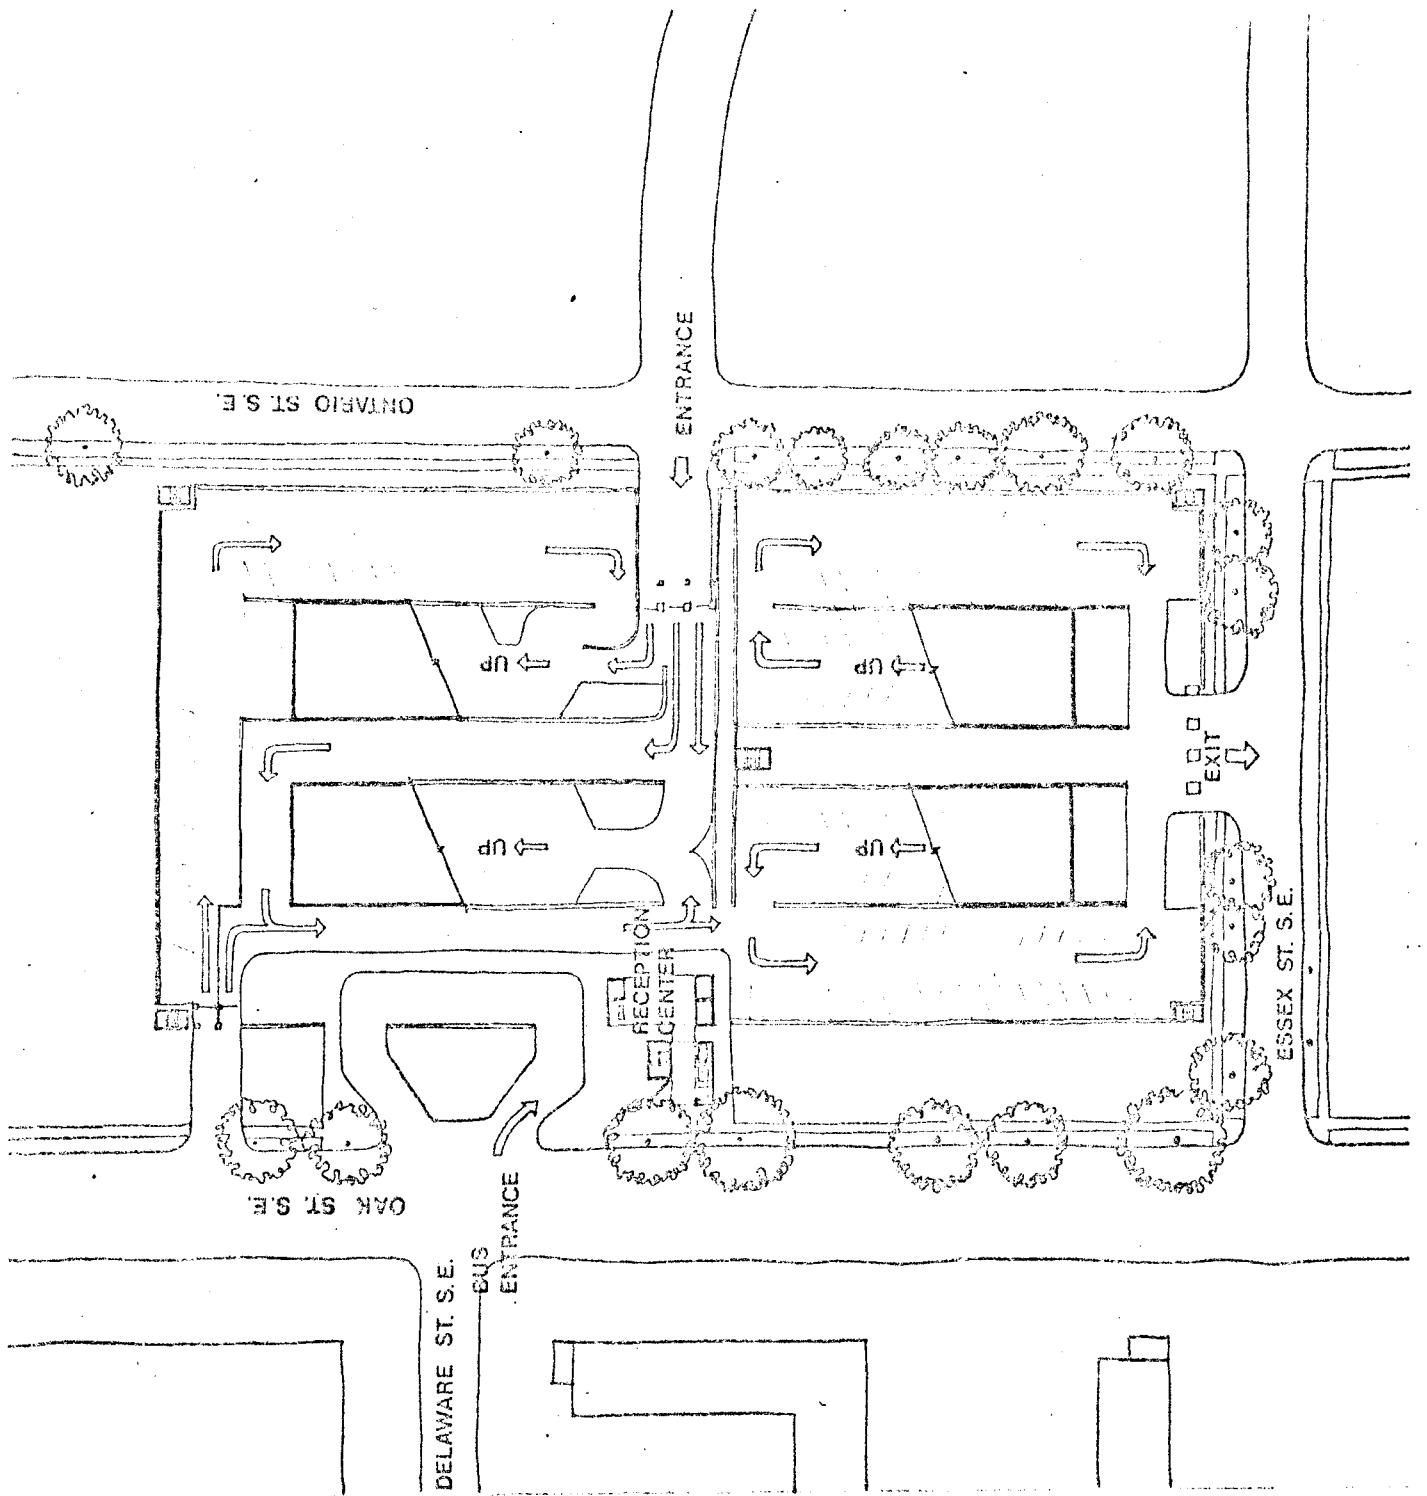 ONTARIO ST. S.E.
ENTRANCE
UP
UP
UP
UP
EXIT
RECEPTION
CENTER
ESSEX ST. S.E.
OAK ST. S.E.
BUS
ENTRANCE
DELAWARE ST. S.E.